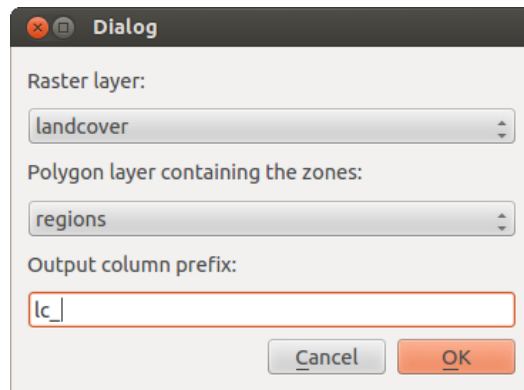 Dialog
Raster layer:
landcover
Polygon layer containing the zones:
regions
Output column prefix:
lc_
Cancel OK